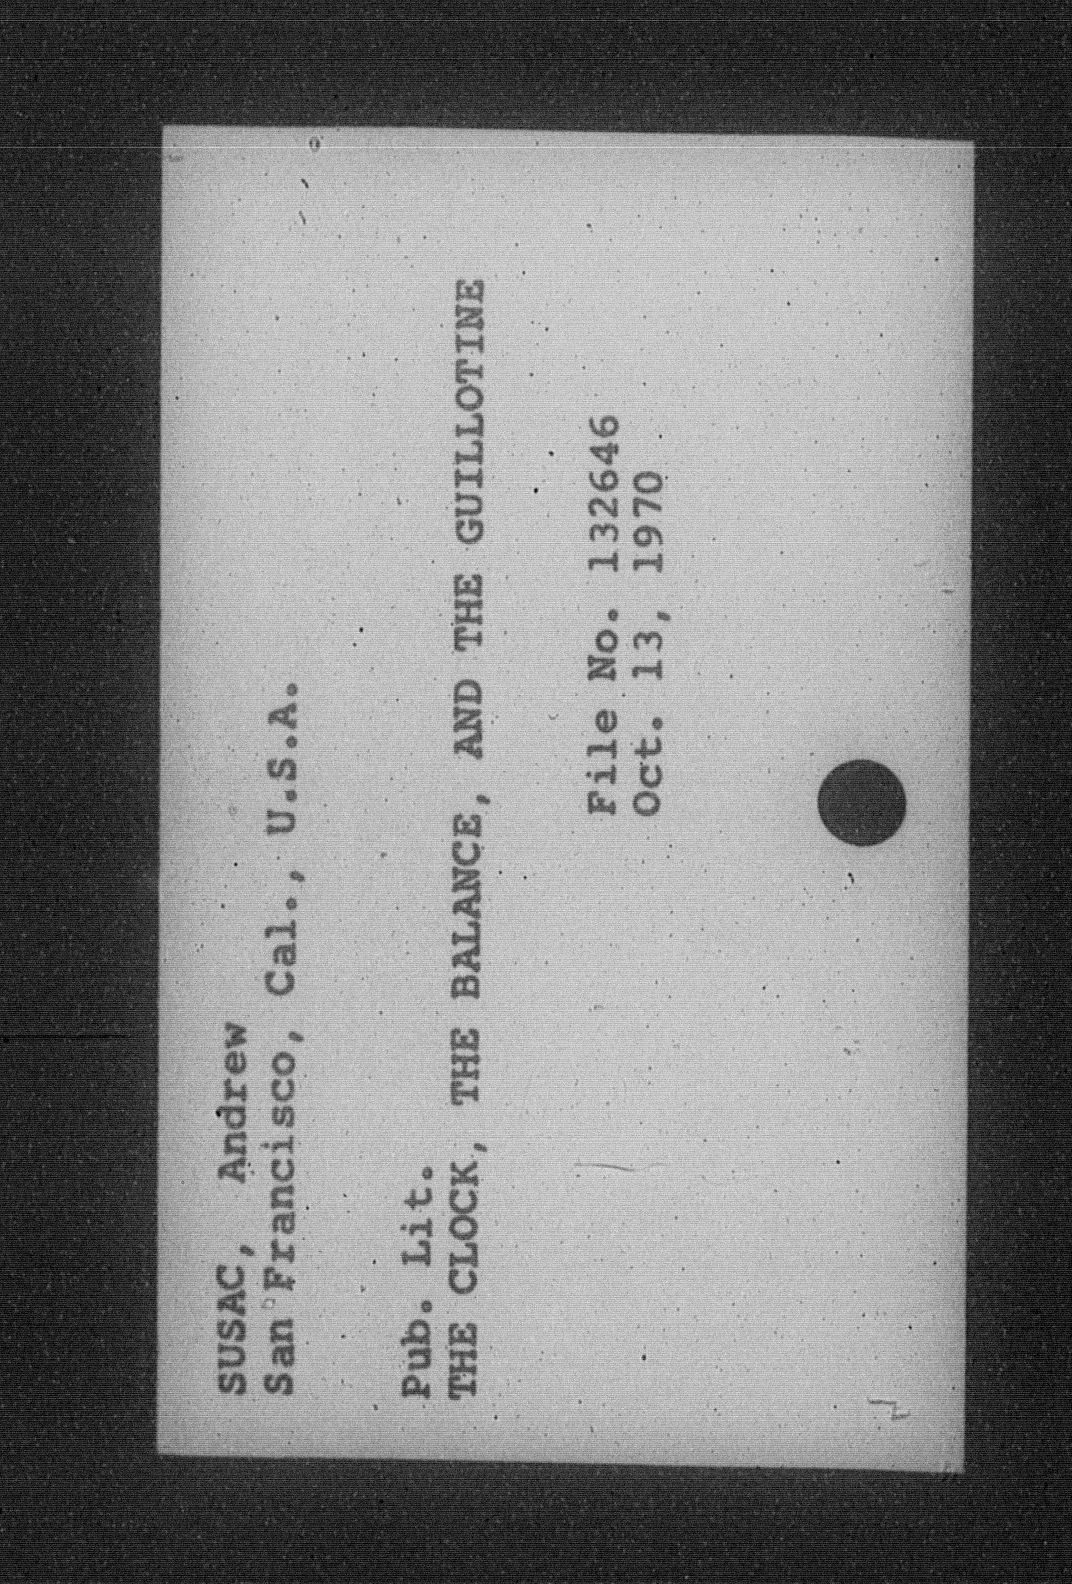 SUSAC, Andrew
San Francisco, Cal., U.S.A.
Pub. Lit.
THE CLOCK, THE BALANCE, AND THE GUILLOTINE
File No. 132646
Oct. 13, 1970